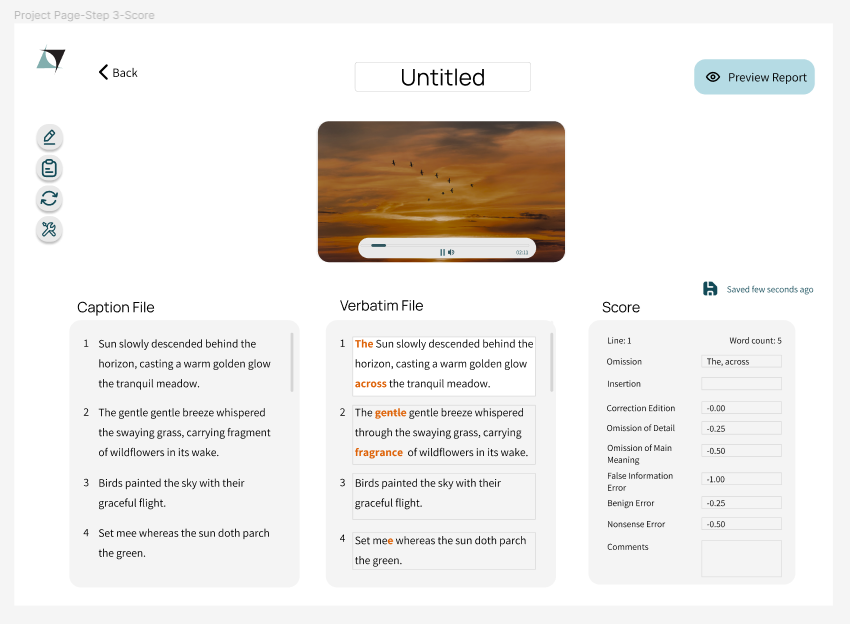 Project Page-Step 3-Score
Back
Untitled
Preview Report
02:13
Saved few seconds ago
Caption File
1 Sun slowly descended behind the
horizon, casting a warm golden glow
the tranquil meadow.
2 The gentle gentle breeze whispered
the swaying grass, carrying fragment
of wildflowers in its wake.
3 Birds painted the sky with their
graceful flight.
4 Set mee whereas the sun doth parch
the green.
Verbatim File
1 The Sun slowly descended behind the
horizon, casting a warm golden glow
across the tranquil meadow.
2 The gentle gentle breeze whispered
through the swaying grass, carrying
fragrance of wildflowers in its wake.
3 Birds painted the sky with their
graceful flight.
4 Set mee whereas the sun doth parch
the green.
Score
Line: 1 Word count: 5
Omission The, across
Insertion
Correction Edition -0.00
Omission of Detail -0.25
Omission of Main
Meaning -0.50
False Information
Error -1.00
Benign Error -0.25
Nonsense Error -0.50
Comments